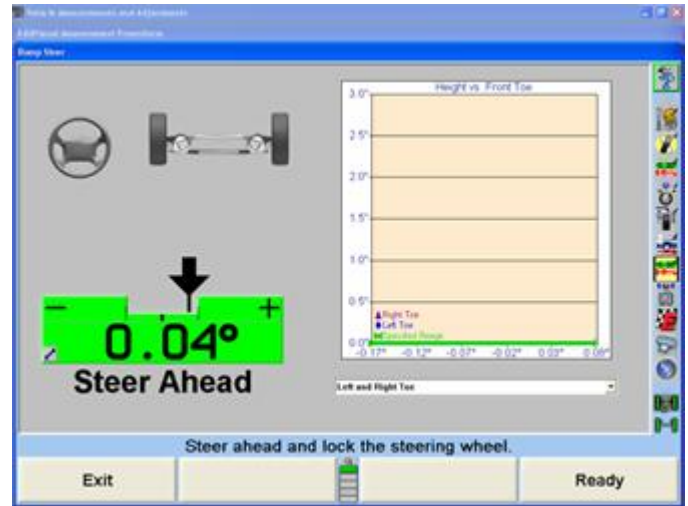 Bump Steer
Height vs Front Toe
3.0"
2.5"
2.0"
1.5"
1.0"
0.5"
Right Toe
Left Toe
Specified Range
0.0"
-0.17° -0.12° -0.07° -0.02° 0.03° 0.08°
− +
0.04°
Steer Ahead
Left and Right Toe
Steer ahead and lock the steering wheel.
Exit
Ready